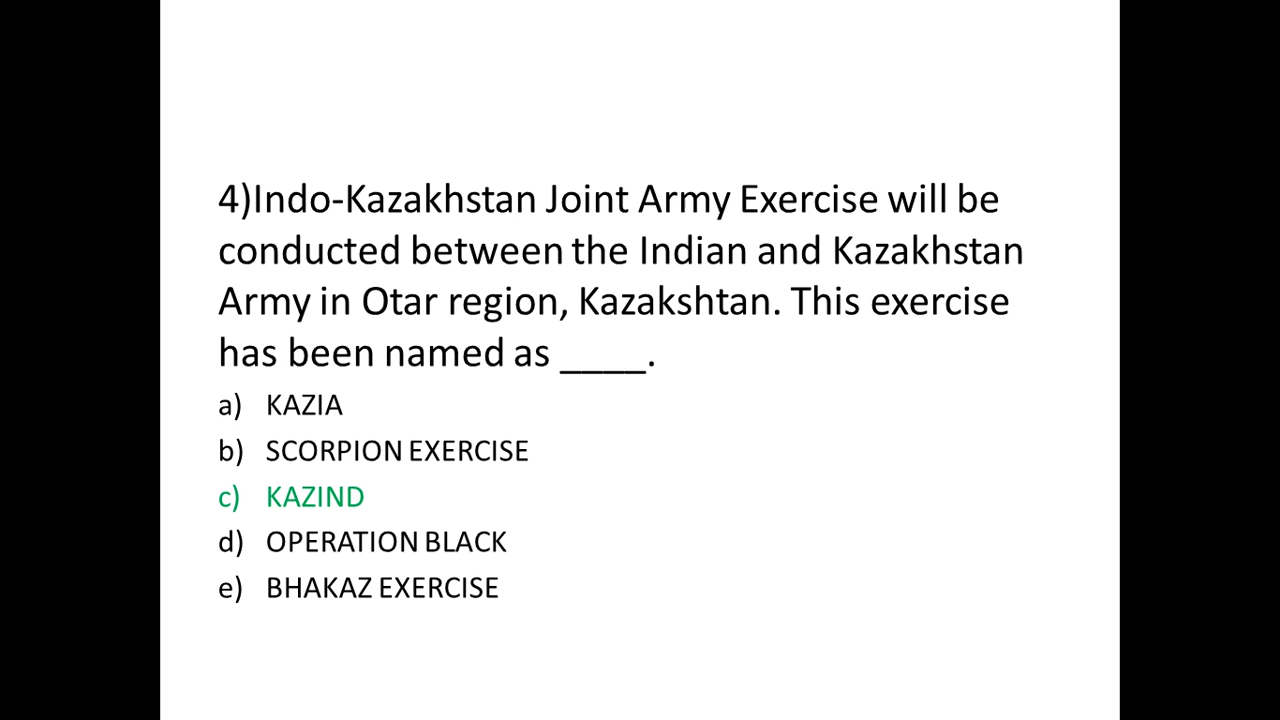 4)Indo-Kazakhstan Joint Army Exercise will be
conducted between the Indian and Kazakhstan
Army in Otar region, Kazakshtan. This exercise
has been named as ____.
a) KAZIA
b) SCORPION EXERCISE
c) KAZIND
d) OPERATION BLACK
e) BHAKAZ EXERCISE